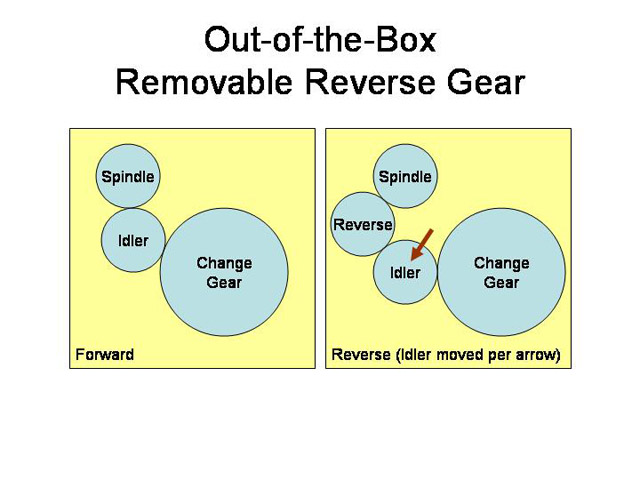 Out-of-the-Box
Removable Reverse Gear
Spindle
Idler
Change
Gear
Forward
Spindle
Reverse
Idler
Change
Gear
Reverse (Idler moved per arrow)